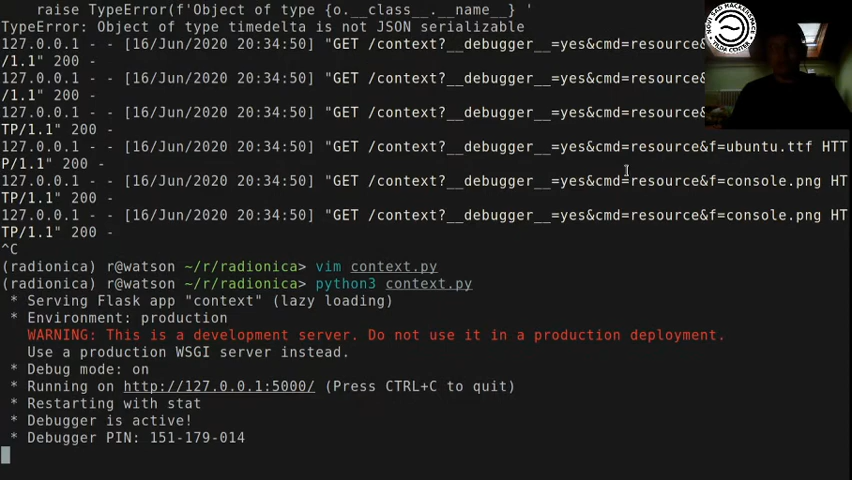 raise TypeError(f'Object of type {o.__class__.__name__} '
TypeError: Object of type timedelta is not JSON serializable
127.0.0.1 - - [16/Jun/2020 20:34:50] "GET /context?__debugger__=yes&cmd=resource&
/1.1" 200 -
127.0.0.1 - - [16/Jun/2020 20:34:50] "GET /context?__debugger__=yes&cmd=resource&
/1.1" 200 -
127.0.0.1 - - [16/Jun/2020 20:34:50] "GET /context?__debugger__=yes&cmd=resource&
TP/1.1" 200 -
127.0.0.1 - - [16/Jun/2020 20:34:50] "GET /context?__debugger__=yes&cmd=resource&f=ubuntu.ttf HTT
P/1.1" 200 -
127.0.0.1 - - [16/Jun/2020 20:34:50] "GET /context?__debugger__=yes&cmd=resource&f=console.png HT
TP/1.1" 200 -
127.0.0.1 - - [16/Jun/2020 20:34:50] "GET /context?__debugger__=yes&cmd=resource&f=console.png HT
TP/1.1" 200 -
^C
(radionica) r@watson ~/r/radionica> vim context.py
(radionica) r@watson ~/r/radionica> python3 context.py
* Serving Flask app "context" (lazy loading)
* Environment: production
WARNING: This is a development server. Do not use it in a production deployment.
Use a production WSGI server instead.
* Debug mode: on
* Running on http://127.0.0.1:5000/ (Press CTRL+C to quit)
* Restarting with stat
* Debugger is active!
* Debugger PIN: 151-179-014